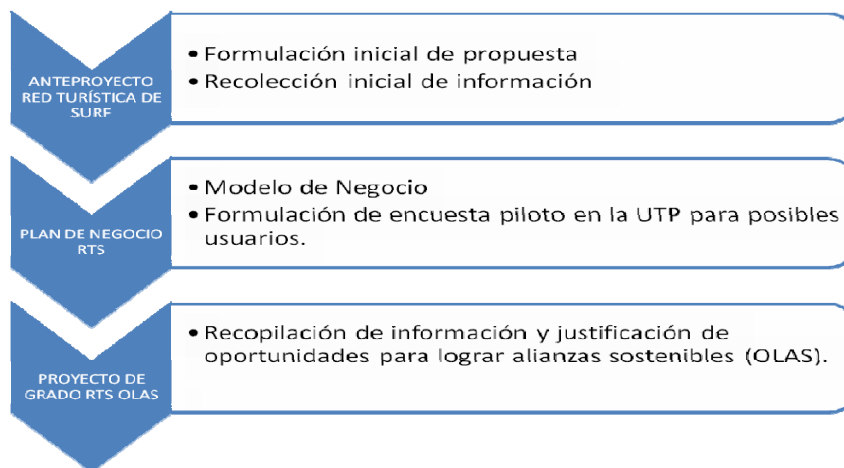 ANTEPROYECTO
RED TURÍSTICA DE
SURF
• Formulación inicial de propuesta
• Recolección inicial de información
PLAN DE NEGOCIO
RTS
• Modelo de Negocio
• Formulación de encuesta piloto en la UTP para posibles
usuarios.
PROYECTO DE
GRADO RTS OLAS
• Recopilación de información y justificación de
oportunidades para lograr alianzas sostenibles (OLAS).